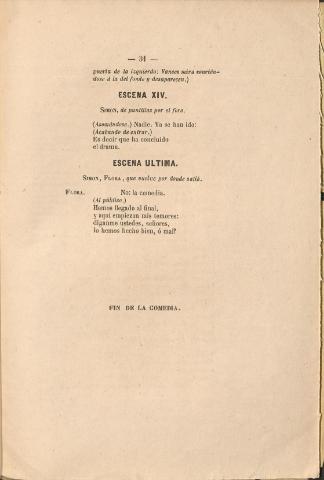 — 34 —
puerta de la izquierda: Vanse
dose á la del fondo y desaparecen.)
ESCENA XIV.
SIMON, de puntillas por el foro.
(Asomándose.) Nadie. Ya se han ido:
(Acabando de entrar.)
Es decir que ha concluido
el drama.
ESCENA ULTIMA.
SIMON, FLORA, que vuelve por donde salió.
FLORA. No: la comedia.
(Al público.)
Hemos llegado al final,
y aquí empiezan mis temores:
díganme ustedes, señores,
lo hemos hecho bien, ó mal?
FIN DE LA COMEDIA.